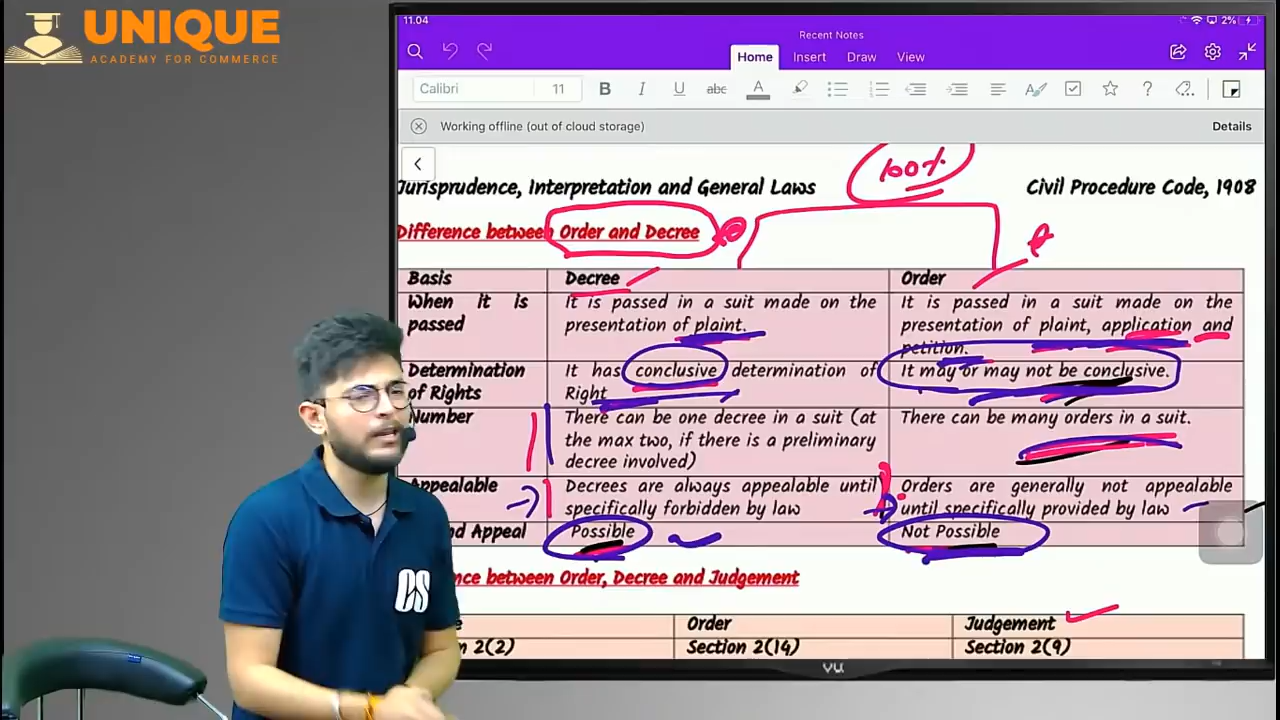 UNIQUE
ACADEMY FOR COMMERCE
11.04
2%
Recent Notes
Home Insert Draw View
Calibri 11 B I U abc A
Working offline (out of cloud storage) Details
100%
Jurisprudence, Interpretation and General Laws Civil Procedure Code, 1908
Difference between Order and Decree
Basis Decree Order
When it is passed
It is passed in a suit made on the
presentation of plaint.
It is passed in a suit made on the
presentation of plaint, application and
petition.
Determination
of Rights
It has conclusive determination of
Right
It may or may not be conclusive.
Number
There can be one decree in a suit (at
the max two, if there is a preliminary
decree involved)
There can be many orders in a suit.
Appealable
Decrees are always appealable until
specifically forbidden by law
Orders are generally not appealable
until specifically provided by law
nd Appeal Possible Not Possible
nce between Order, Decree and Judgement
e Order Judgement
n 2(2) Section 2(14) Section 2(9)
CS
VU